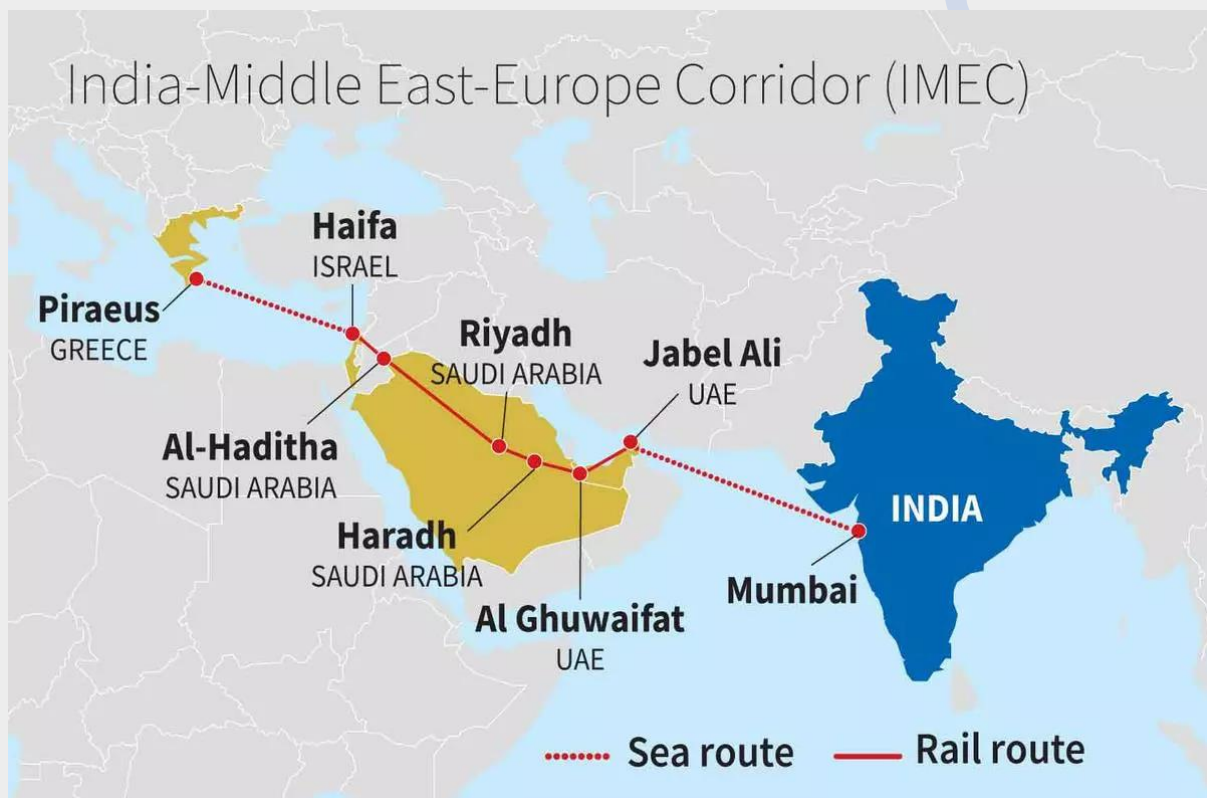 India-Middle East-Europe Corridor (IMEC)
Haifa
ISRAEL
Piraeus
GREECE
Riyadh
SAUDI ARABIA
Jabel Ali
UAE
Al-Haditha
SAUDI ARABIA
INDIA
Haradh
SAUDI ARABIA
Mumbai
Al Ghuwaifat
UAE
Sea route
Rail route